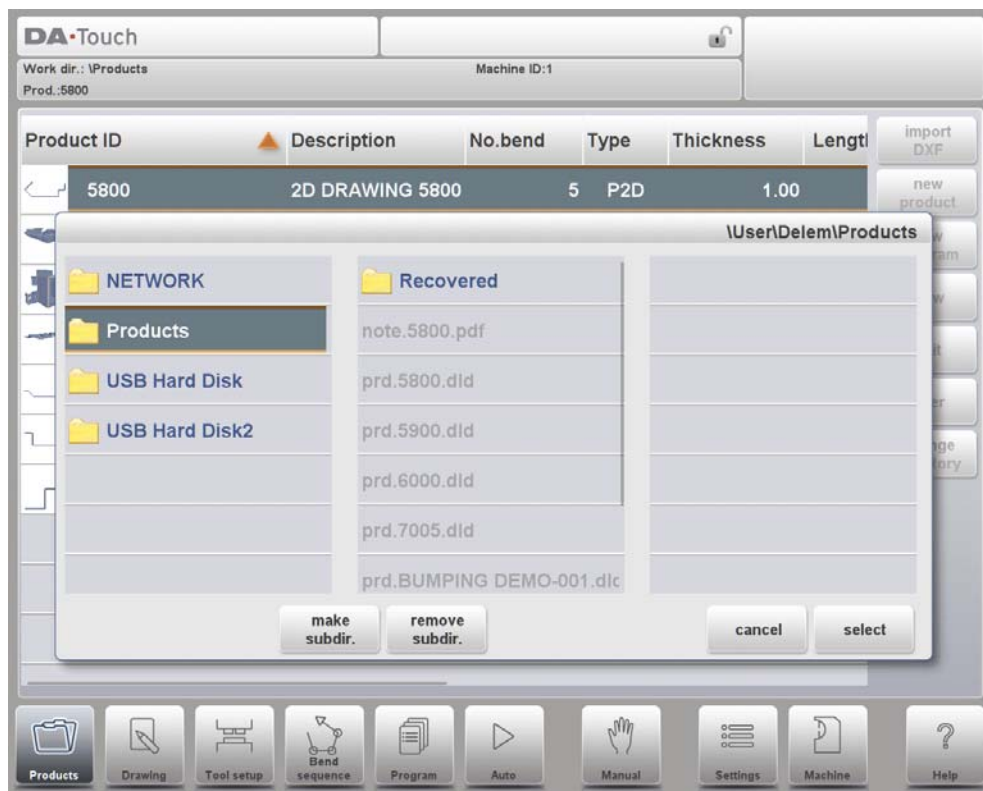 DA·Touch
Work dir.: \Products Machine ID:1
Prod.:5800
Product ID Description No.bend Type Thickness Lengtl
import
DXF
5800 2D DRAWING 5800 5 P2D 1.00
new
product
\User\Delem\Products
NETWORK Recovered
Products note.5800.pdf
USB Hard Disk prd.5800.dld
USB Hard Disk2 prd.5900.dld
prd.6000.dld
prd.7005.dld
prd.BUMPING DEMO-001.dlc
make
subdir.
remove
subdir.
cancel select
Products Drawing Tool setup Bend
sequence Program Auto Manual Settings Machine Help